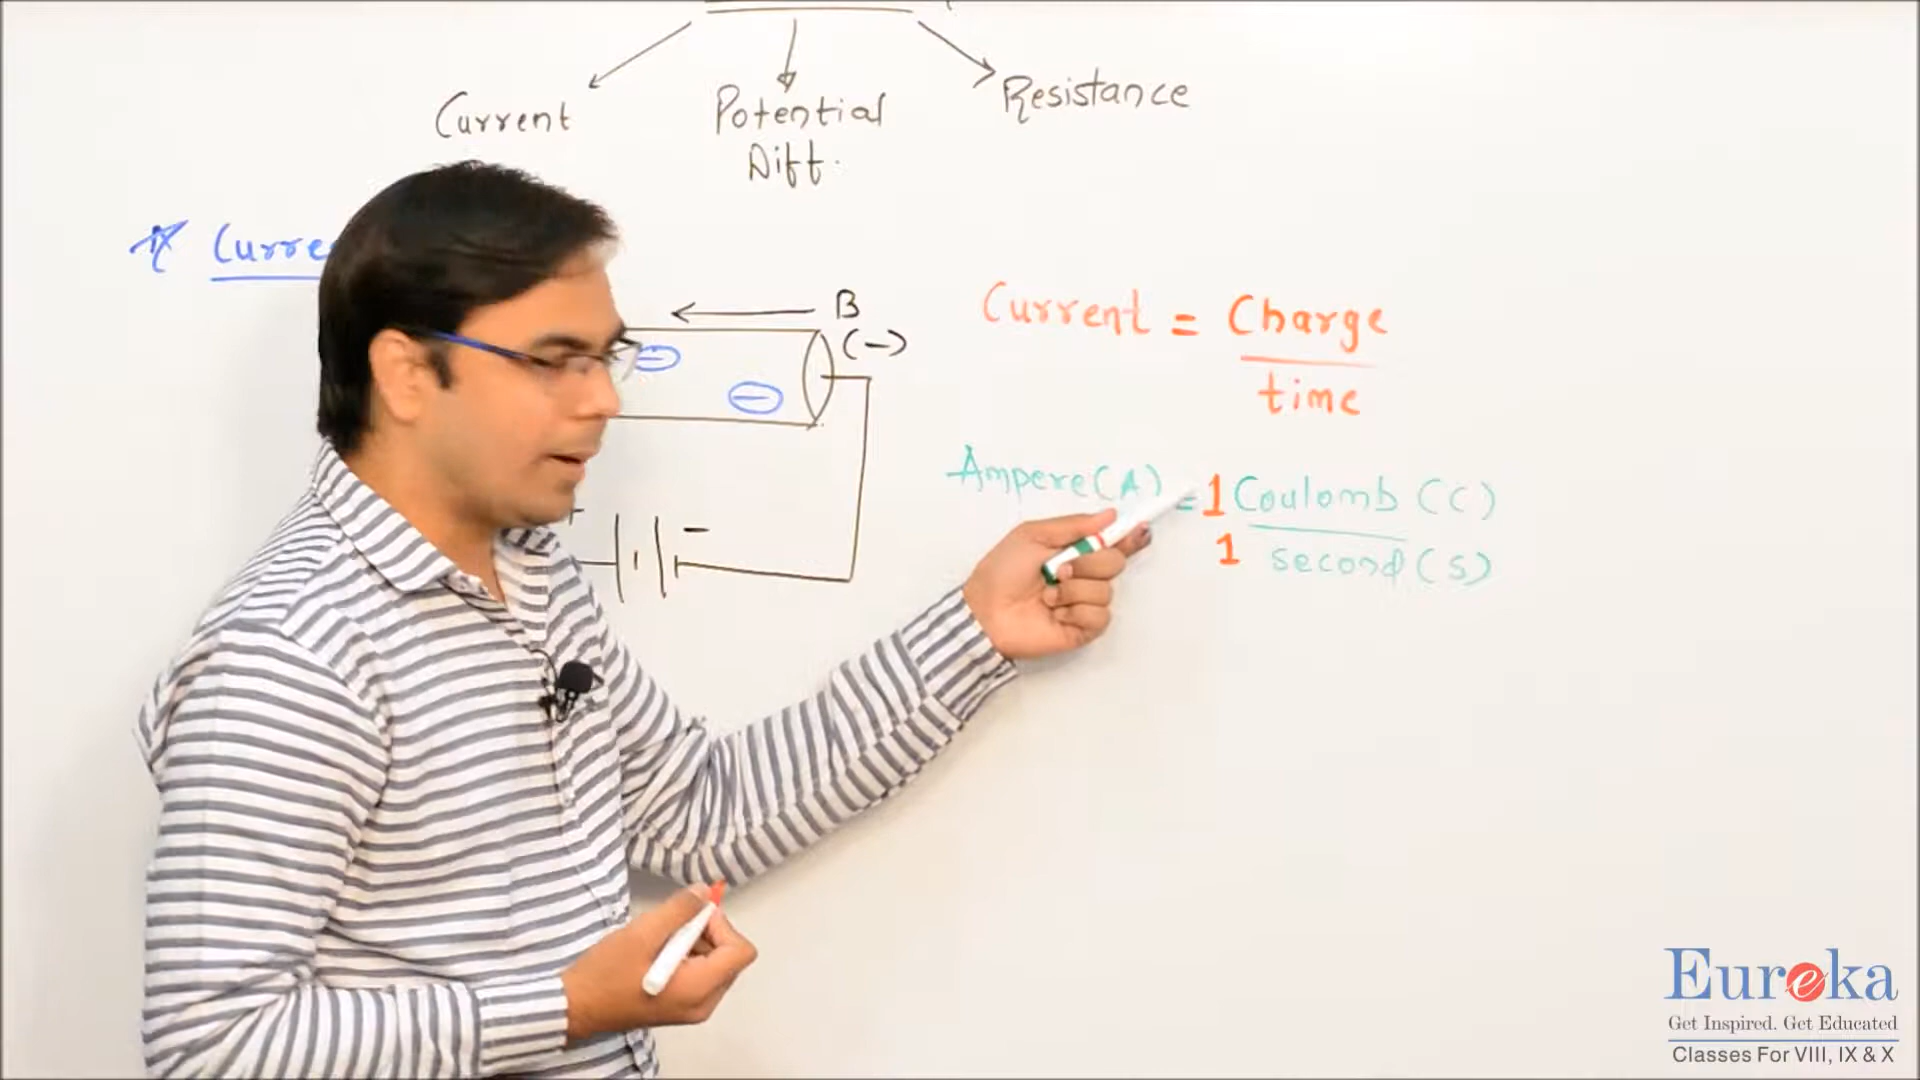 Current
Potential
Diff.
Resistance
Curre
B
(-)
+
-
Current = Charge
time
Ampere(A) = 1 Coulomb (C)
1 second (S)
Eureka
Get Inspired. Get Educated
Classes For VIII, IX & X